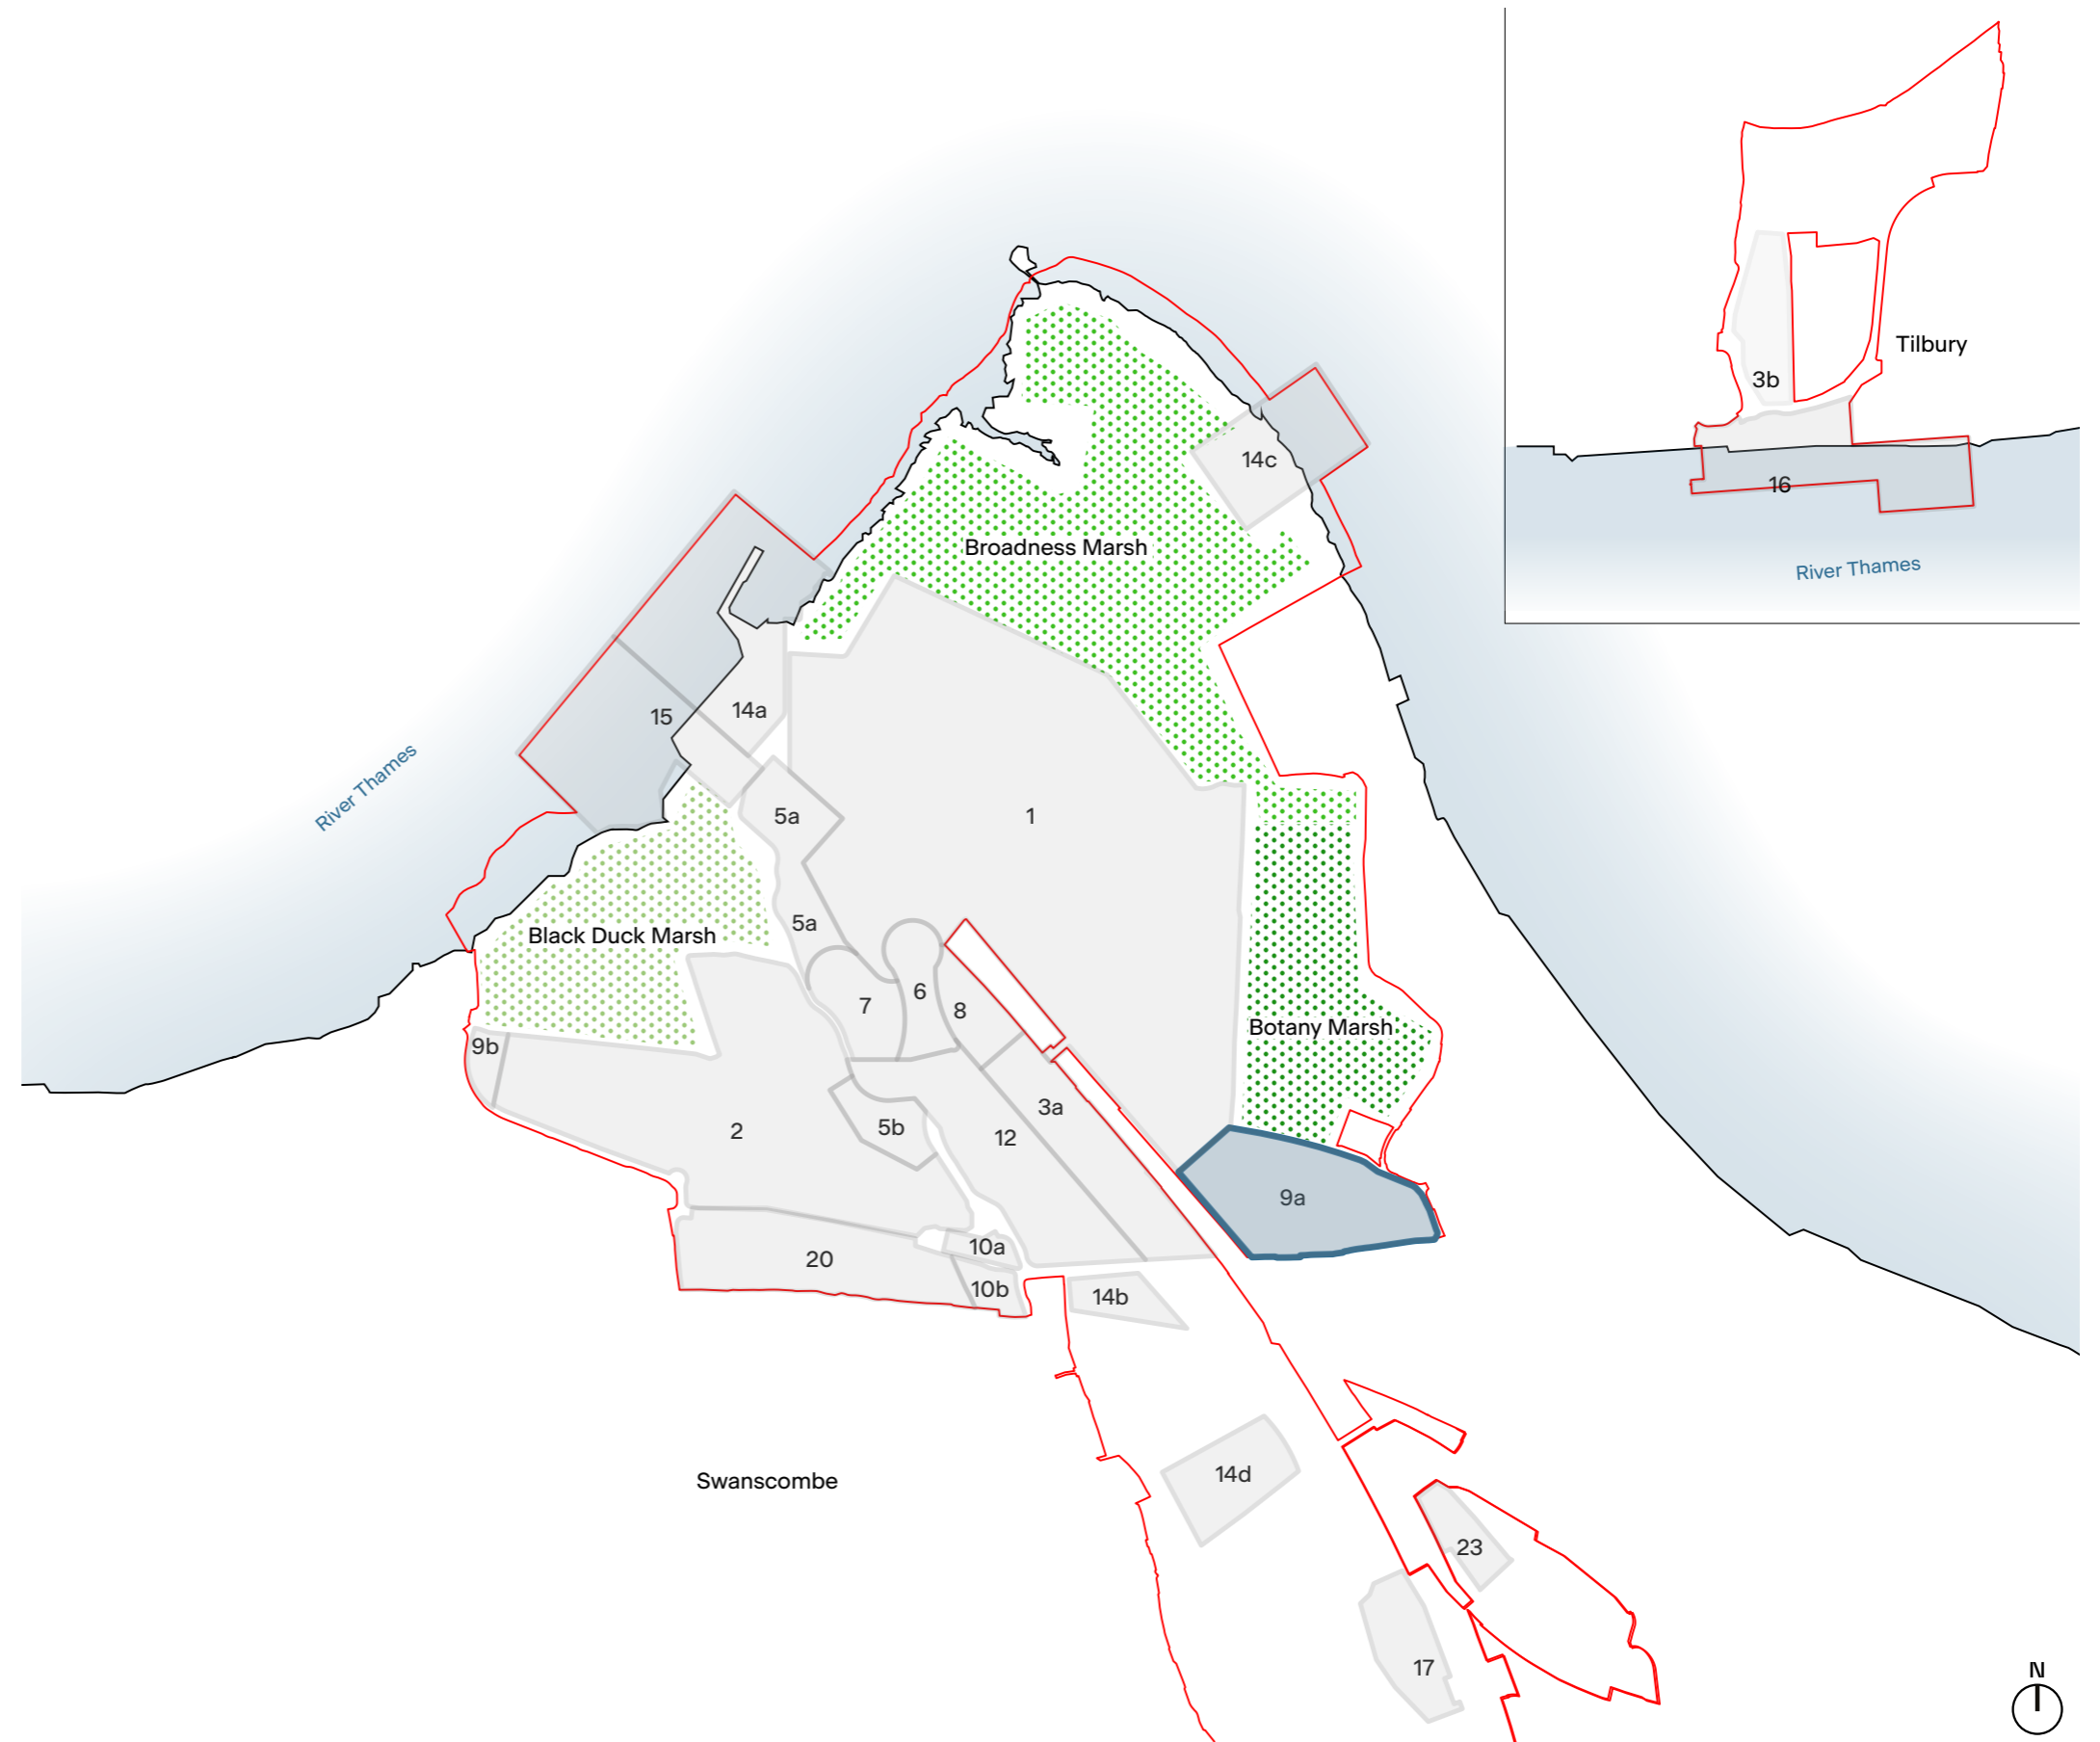 Tilbury
3b
16
River Thames
14c
Broadness Marsh
15
14a
River Thames
5a
1
5a
Black Duck Marsh
7
6
8
Botany Marsh
9b
3a
5b
12
2
9a
10a
20
10b
14b
14d
Swanscombe
23
17
N